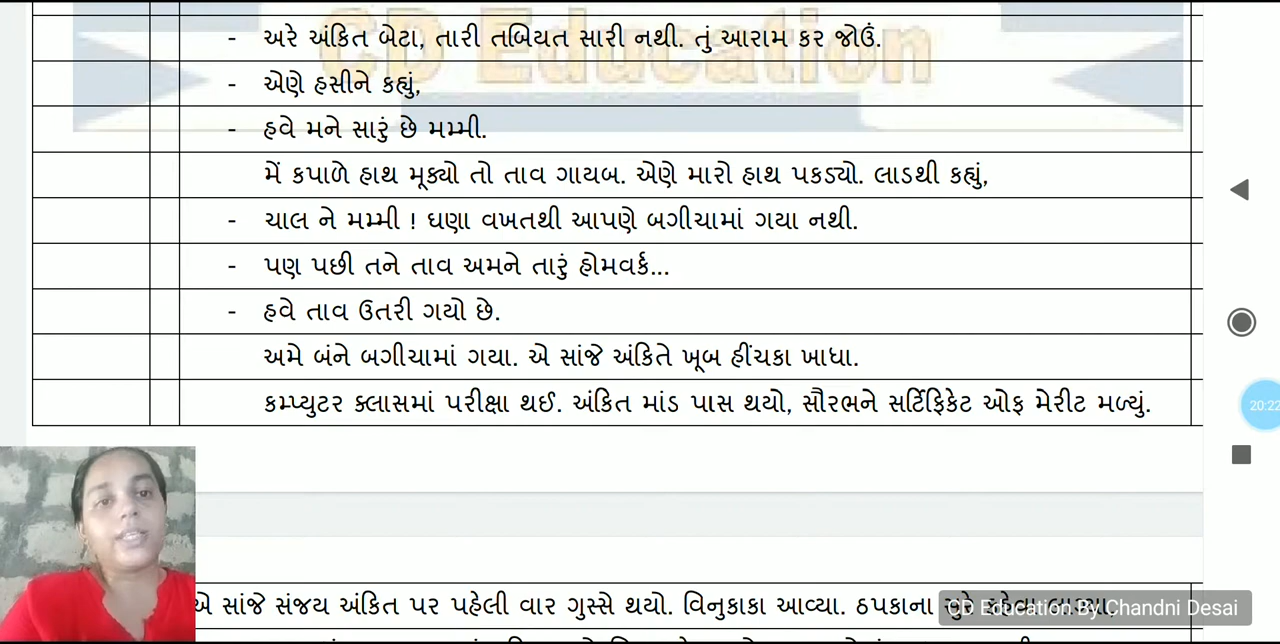 CD Education
- અરે અંકિત બેટા, તારી તબિયત સારી નથી. તું આરામ કર જોઉં.
- એણે હસીને કહ્યું,
- હવે મને સારું છે મમ્મી.
મેં કપાળે હાથ મૂક્યો તો તાવ ગાયબ. એણે મારો હાથ પકડ્યો. લાડથી કહ્યું,
- ચાલ ને મમ્મી ! ઘણા વખતથી આપણે બગીચામાં ગયા નથી.
- પણ પછી તને તાવ અમને તારું હોમવર્ક...
- હવે તાવ ઉતરી ગયો છે.
અમે બંને બગીચામાં ગયા. એ સાંજે અંકિતે ખૂબ હીંચકા ખાધા.
કમ્પ્યુટર ક્લાસમાં પરીક્ષા થઈ. અંકિત માંડ પાસ થયો, સૌરભને સર્ટિફિકેટ ઓફ મેરીટ મળ્યું.
20:22
એ સાંજે સંજય અંકિત પર પહેલી વાર ગુસ્સે થયો. વિનુકાકા આવ્યા. ઠપકાના
CD Education By Chandni Desai